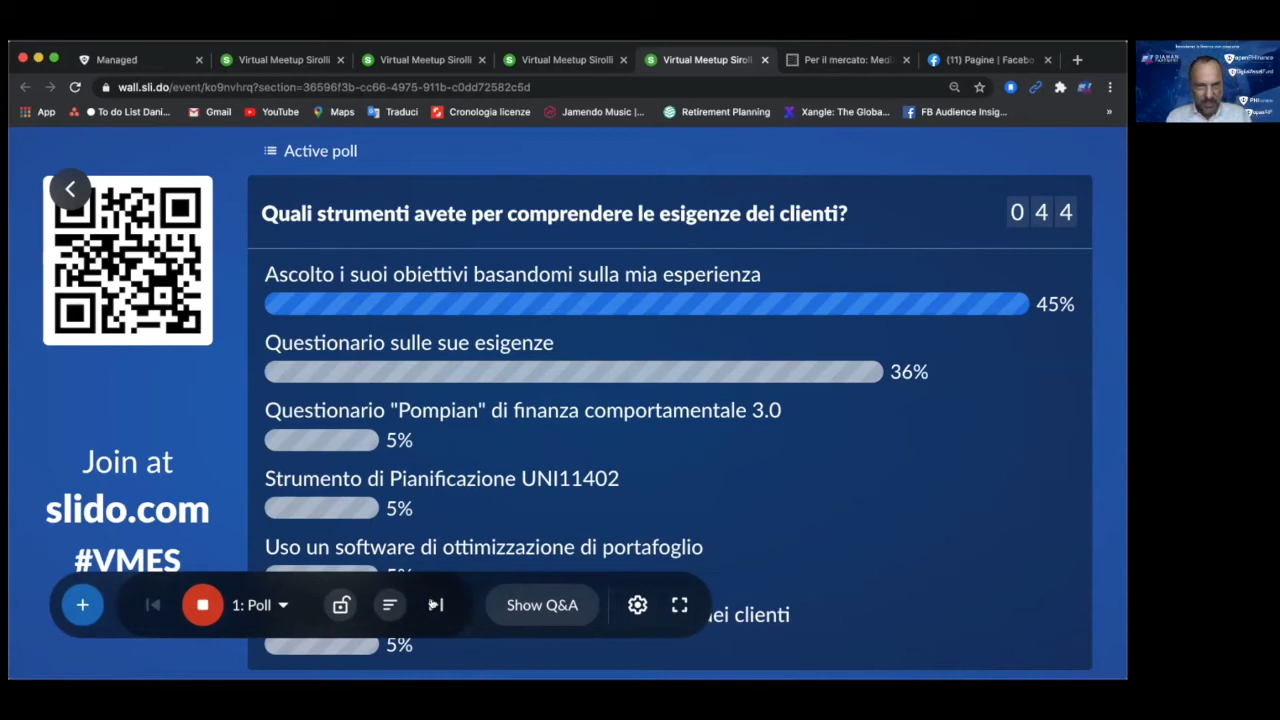 Managed
Virtual Meetup Sirolli
Virtual Meetup Sirolli
Virtual Meetup Sirolli
Virtual Meetup Siroll
Per il mercato: Med
(11) Pagine | Facebo
wall.sli.do/event/ko9nvhrq?section=36596f3b-cc66-4975-911b-c0dd72582c5d
App
To do List Dani...
Gmail
YouTube
Maps
Traduci
Cronologia licenze
Jamendo Music |...
Retirement Planning
Xangle: The Globa...
FB Audience Insig...
»
Active poll
Quali strumenti avete per comprendere le esigenze dei clienti?
0 4 4
Ascolto i suoi obiettivi basandomi sulla mia esperienza
45%
Questionario sulle sue esigenze
36%
Questionario "Pompian" di finanza comportamentale 3.0
5%
Strumento di Pianificazione UNI11402
5%
Uso un software di ottimizzazione di portafoglio
dei clienti
5%
Join at
slido.com
#VMES
1: Poll
Show Q&A